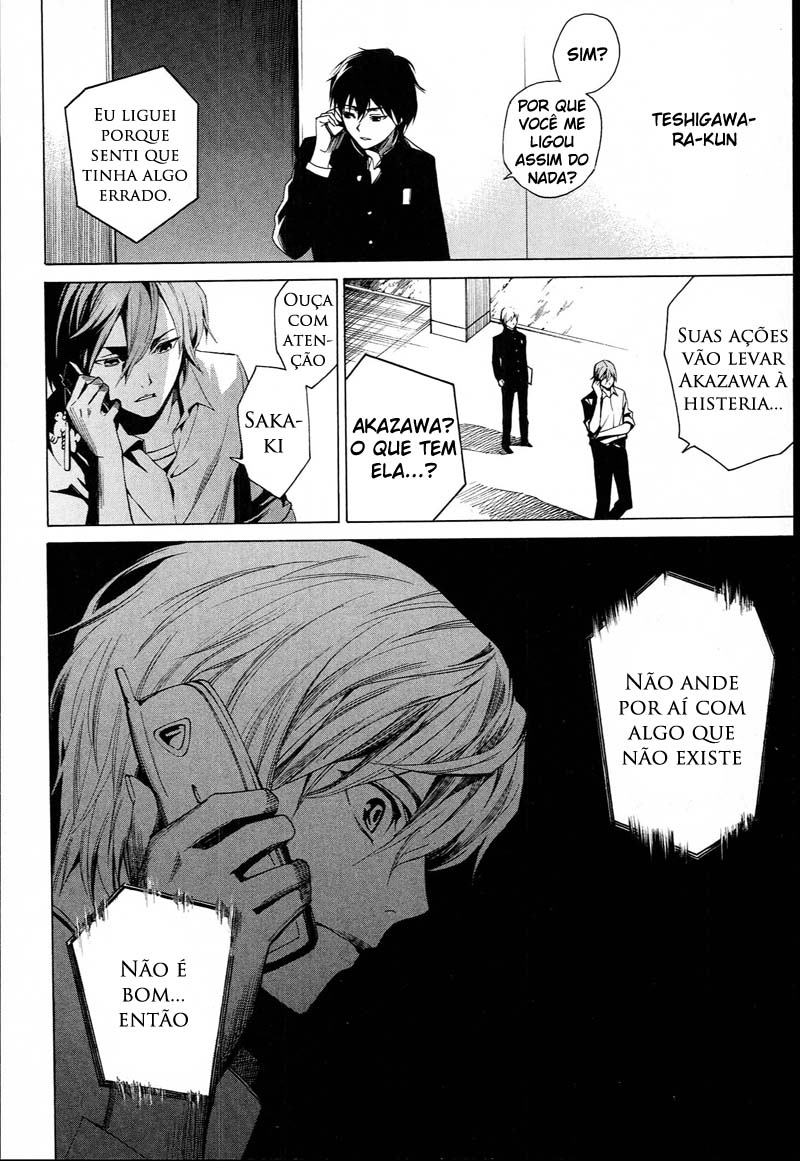 TESHIGAWA-
RA-KUN
SIM?
POR QUE
VOCÊ ME
LIGOU
ASSIM DO
NADA?
EU LIGUEI
PORQUE
SENTI QUE
TINHA ALGO
ERRADO.
SUAS AÇÕES
VÃO LEVAR
AKAZAWA À
HISTERIA...
AKAZAWA?
O QUE TEM
ELA...?
OUÇA
COM
ATEN-
ÇÃO
SAKA-
KI
NÃO ANDE
POR AÍ COM
ALGO QUE
NÃO EXISTE
NÃO É
BOM...
ENTÃO